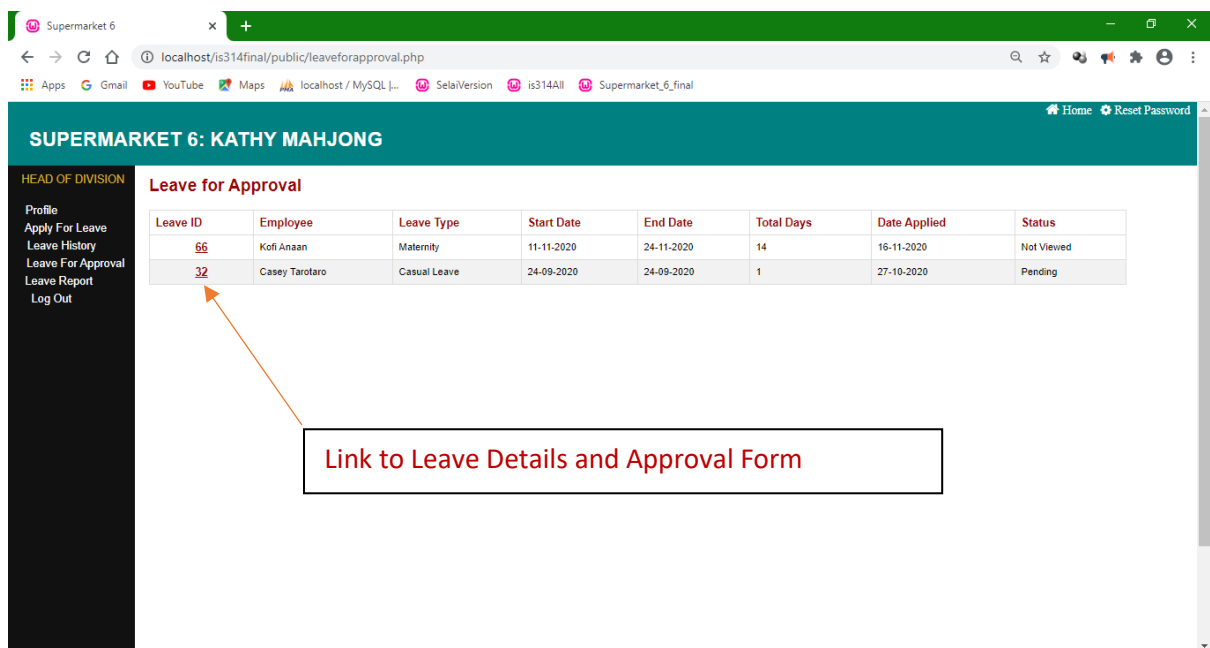 Supermarket 6
localhost/is314final/public/leaveforapproval.php
Apps Gmail YouTube Maps localhost / MySQL |... SelaiVersion is314All Supermarket_6_final
Home Reset Password
SUPERMARKET 6: KATHY MAHJONG
HEAD OF DIVISION
Profile
Apply For Leave
Leave History
Leave For Approval
Leave Report
Log Out
Leave for Approval
Leave ID Employee Leave Type Start Date End Date Total Days Date Applied Status
66 Kofi Anaan Maternity 11-11-2020 24-11-2020 14 16-11-2020 Not Viewed
32 Casey Tarotaro Casual Leave 24-09-2020 24-09-2020 1 27-10-2020 Pending
Link to Leave Details and Approval Form